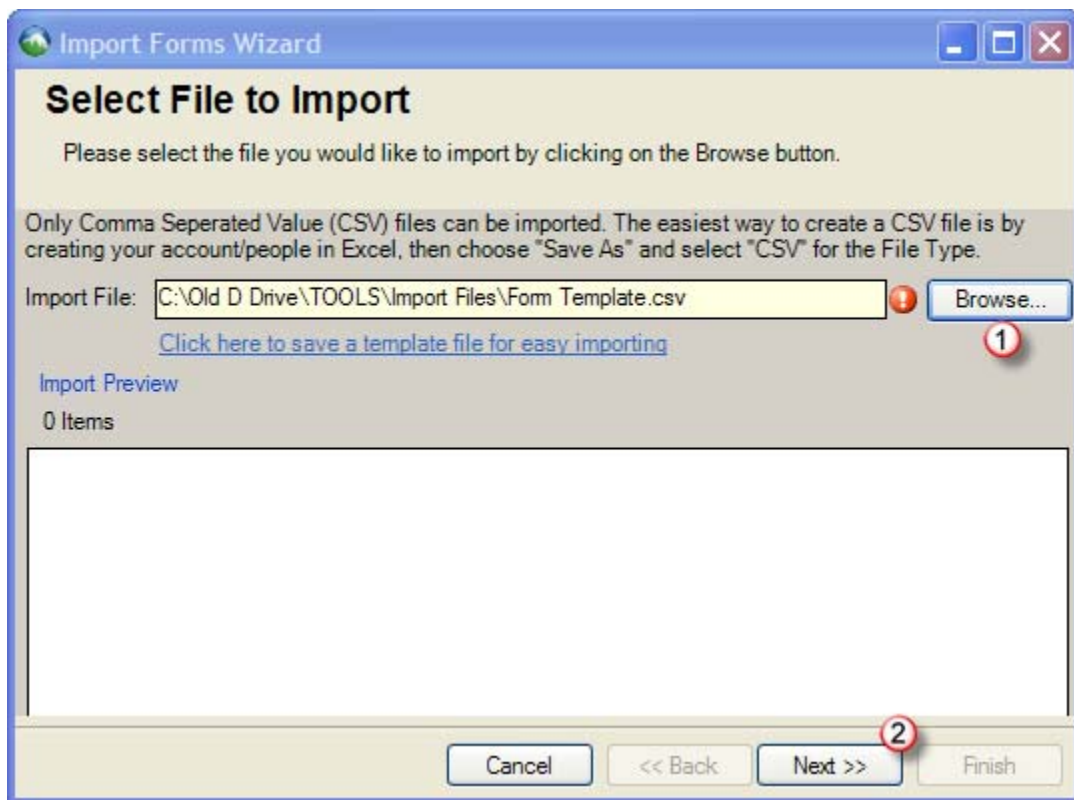 Import Forms Wizard
Select File to Import
Please select the file you would like to import by clicking on the Browse button.
Only Comma Seperated Value (CSV) files can be imported. The easiest way to create a CSV file is by
creating your account/people in Excel, then choose "Save As" and select "CSV" for the File Type.
Import File: C:\Old D Drive\TOOLS\Import Files\Form Template.csv Browse...
1
Click here to save a template file for easy importing
Import Preview
0 Items
2
Cancel << Back Next >> Finish